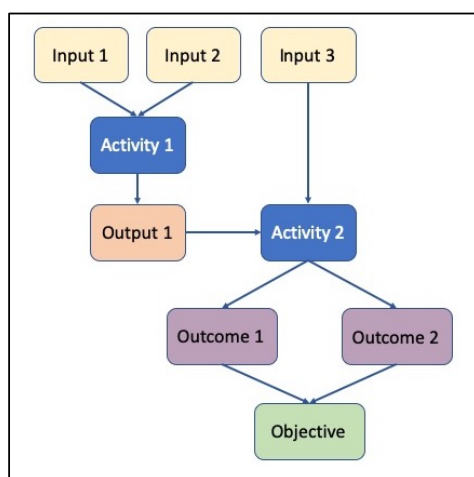 Input 1
Input 2
Input 3
Activity 1
Output 1
Activity 2
Outcome 1
Outcome 2
Objective